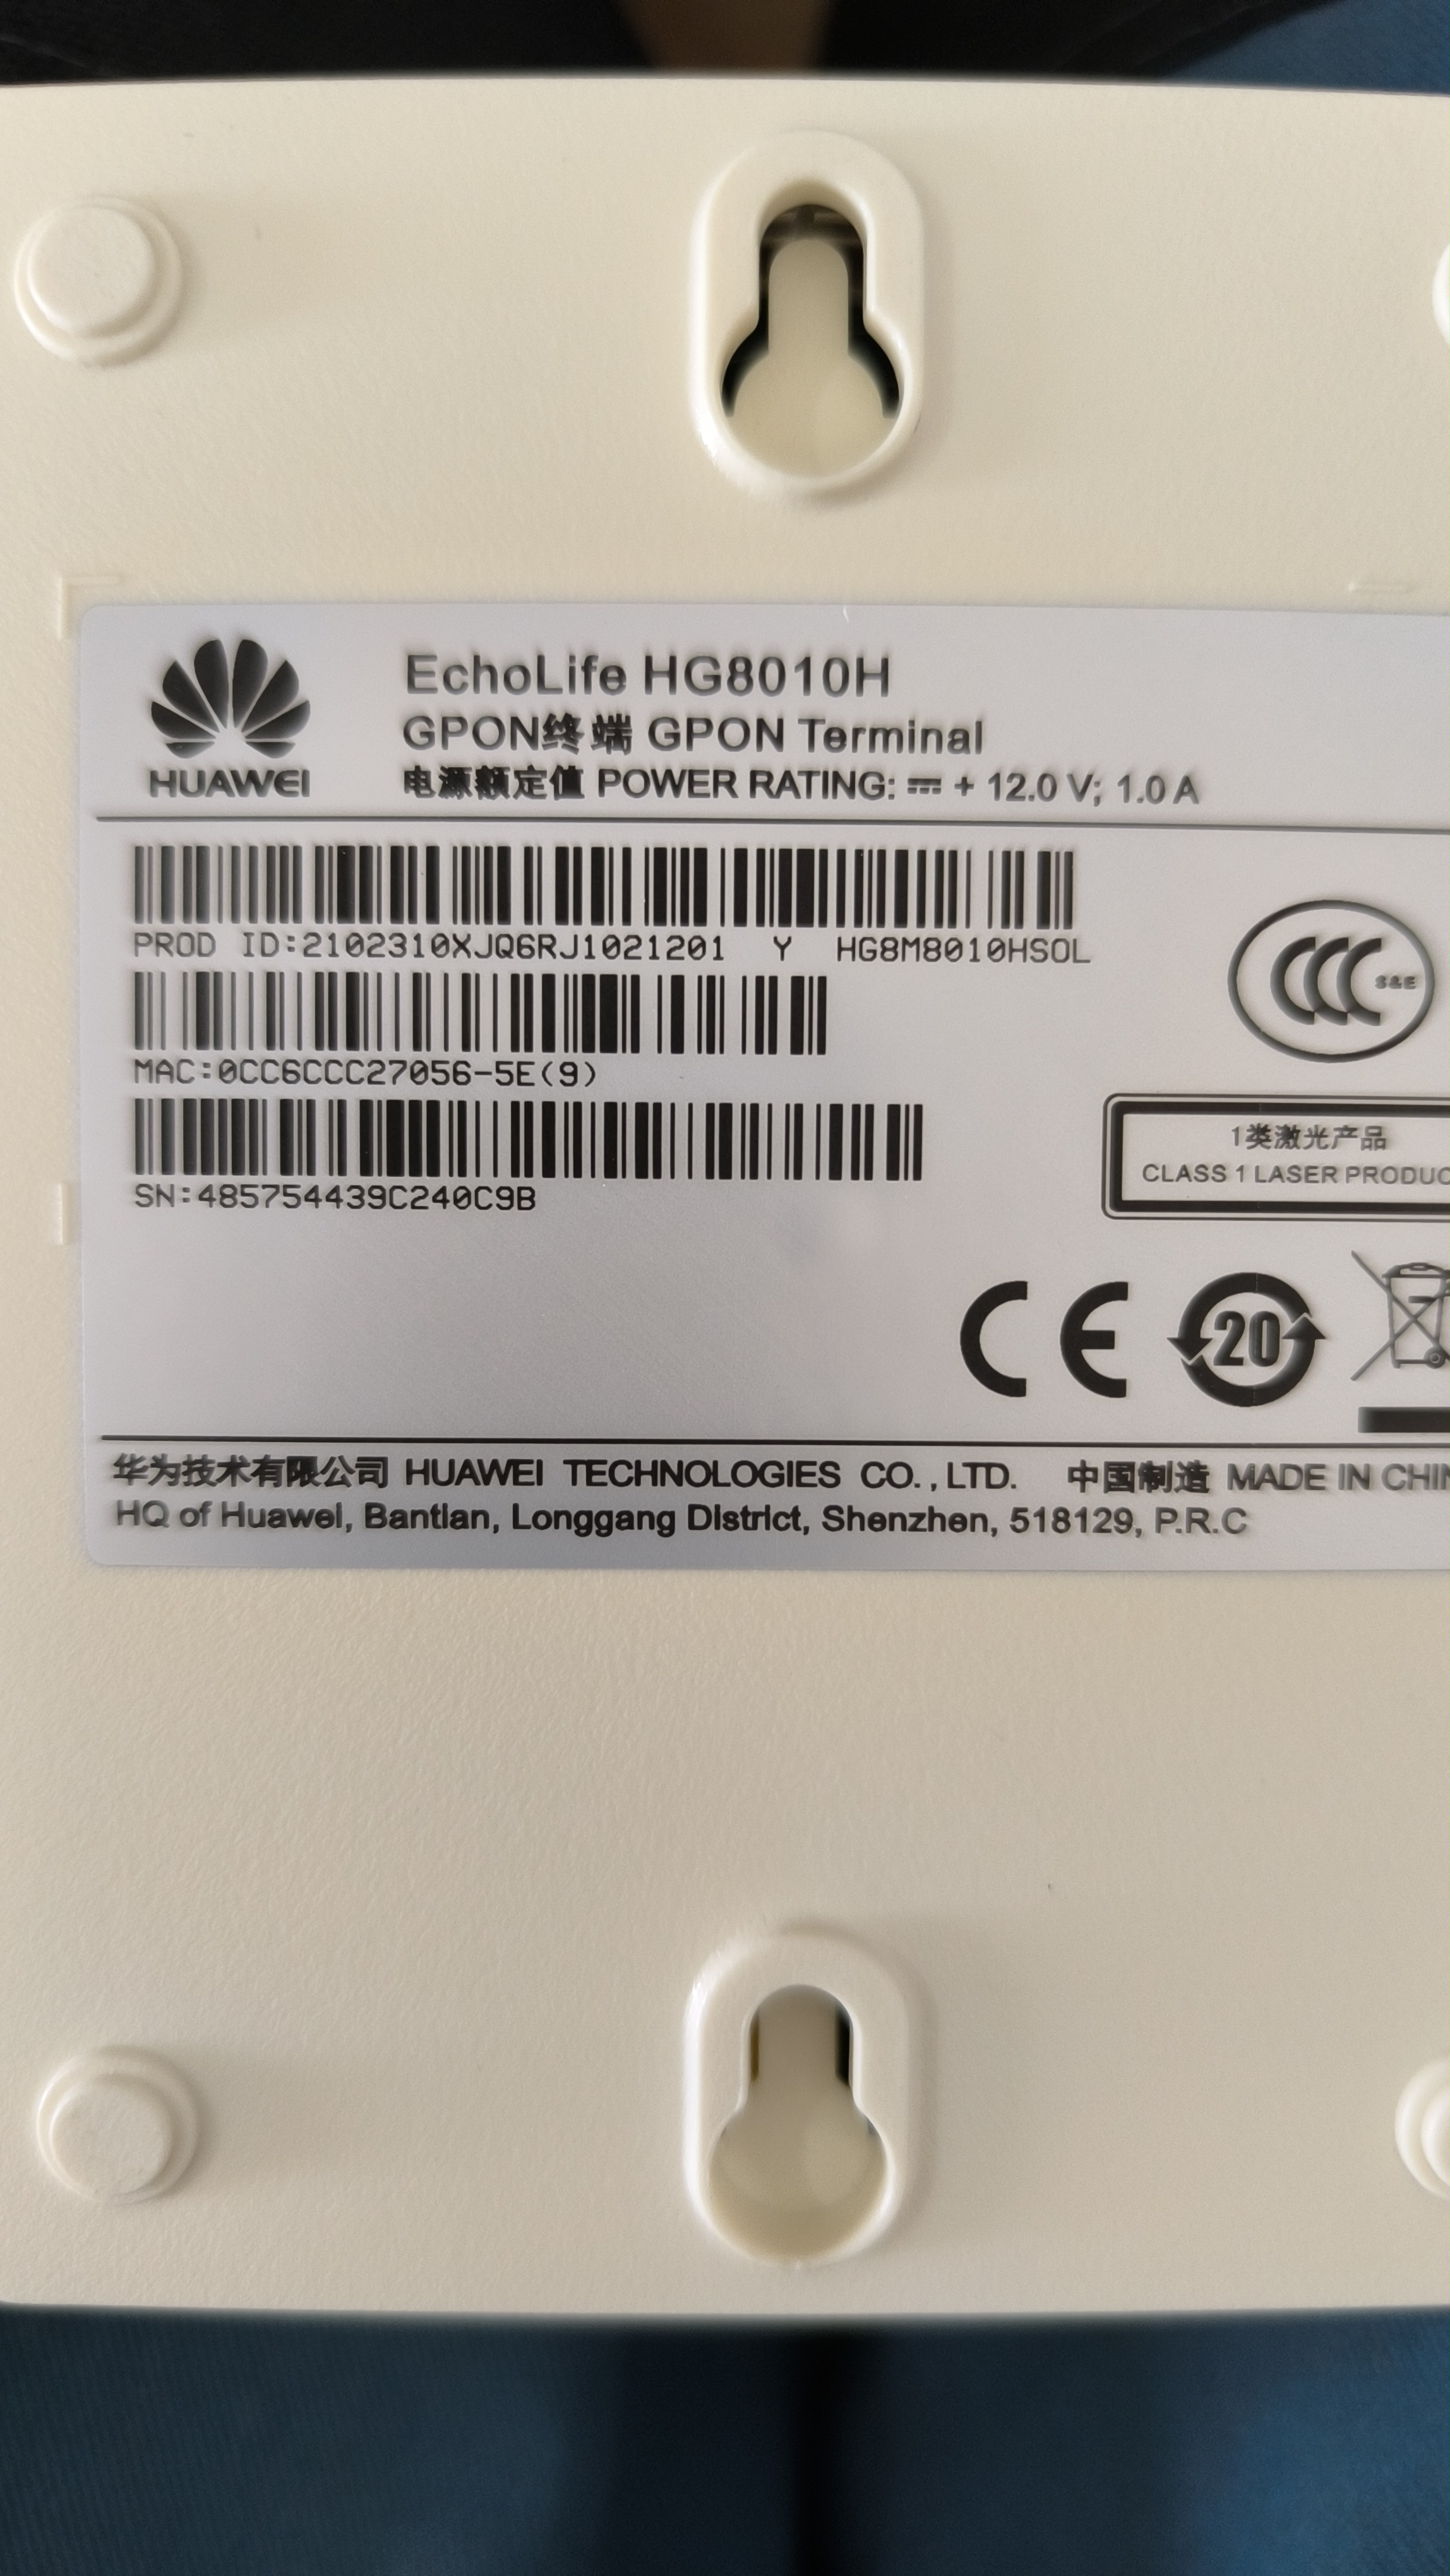 HUAWEI
EchoLife HG8010H
GPON终端 GPON Terminal
电源额定值 POWER RATING: ⎓ + 12.0 V; 1.0 A
PROD ID:2102310XJQ6RJ1021201 Y HG8M8010HSOL
MAC:0CC6CCC27056-5E(9)
SN:485754439C240C9B
CCC S&E
1类激光产品
CLASS 1 LASER PRODUC
CE 20
华为技术有限公司 HUAWEI TECHNOLOGIES CO., LTD. 中国制造 MADE IN CHIN
HQ of Huawei, Bantian, Longgang District, Shenzhen, 518129, P.R.C